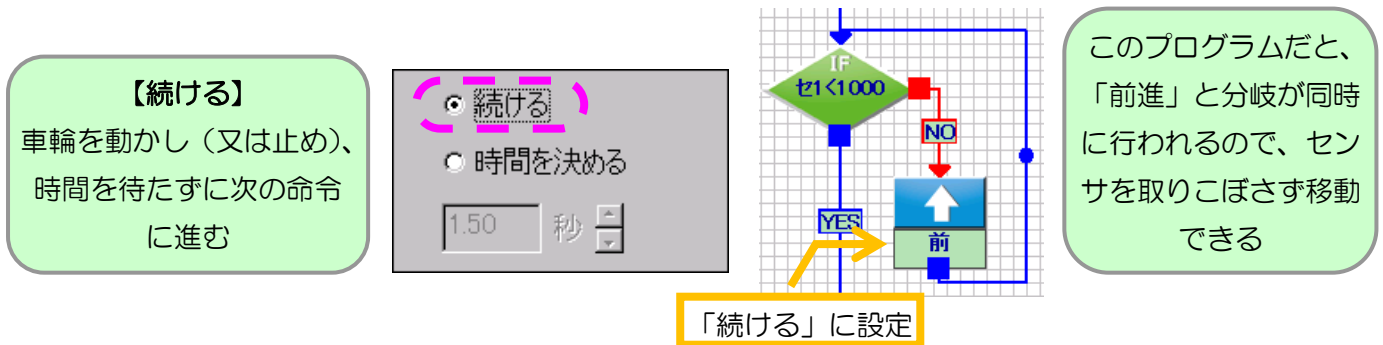 【続ける】
車輪を動かし（又は止め）、
時間を待たずに次の命令
に進む
続ける
時間を決める
1.50 秒
IF
セ1<1000
NO
YES
前
「続ける」に設定
このプログラムだと、
「前進」と分岐が同時
に行われるので、セン
サを取りこぼさず移動
できる